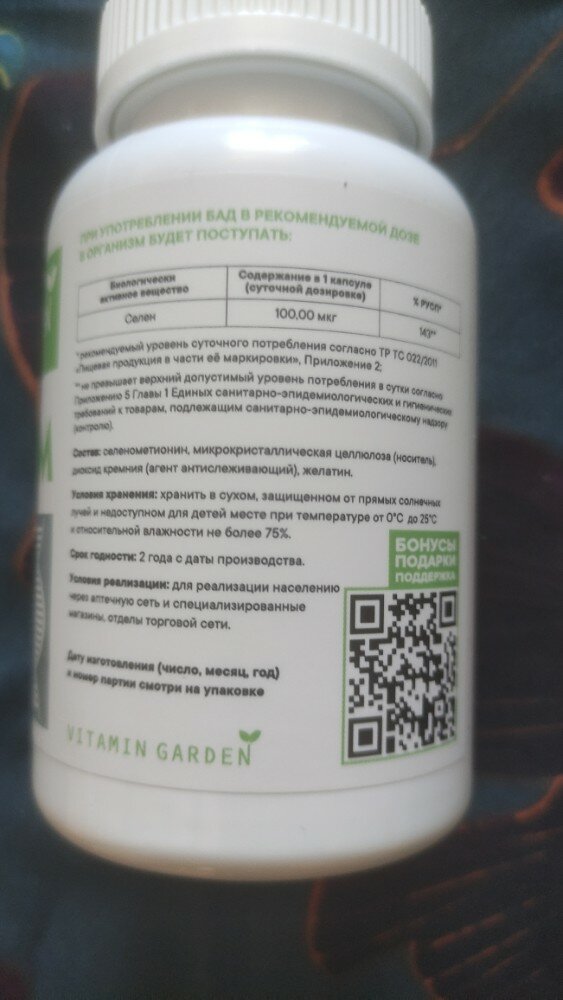 ПРИ УПОТРЕБЛЕНИИ БАД В РЕКОМЕНДУЕМОЙ ДОЗЕ
В ОРГАНИЗМ БУДЕТ ПОСТУПАТЬ:
Биологически активное вещество
Содержание в 1 капсуле (суточной дозировке)
% РУСП*
Селен
100,00 мкг
143**
*рекомендуемый уровень суточного потребления согласно ТР ТС 022/2011
«Пищевая продукция в части её маркировки», Приложение 2;
**не превышает верхний допустимый уровень потребления в сутки согласно
Приложению 5 Главы 1 Единых санитарно-эпидемиологических и гигиенических
требований к товарам, подлежащим санитарно-эпидемиологическому надзору
(контролю).
Состав: селенометионин, микрокристаллическая целлюлоза (носитель),
диоксид кремния (агент антислеживающий), желатин.
Условия хранения: хранить в сухом, защищенном от прямых солнечных
лучей и недоступном для детей месте при температуре от 0°С до 25°С
и относительной влажности не более 75%.
Срок годности: 2 года с даты производства.
Условия реализации: для реализации населению
через аптечную сеть и специализированные
магазины, отделы торговой сети.
Дату изготовления (число, месяц, год)
и номер партии смотри на упаковке
БОНУСЫ
ПОДАРКИ
ПОДДЕРЖКА
VITAMIN GARDEN